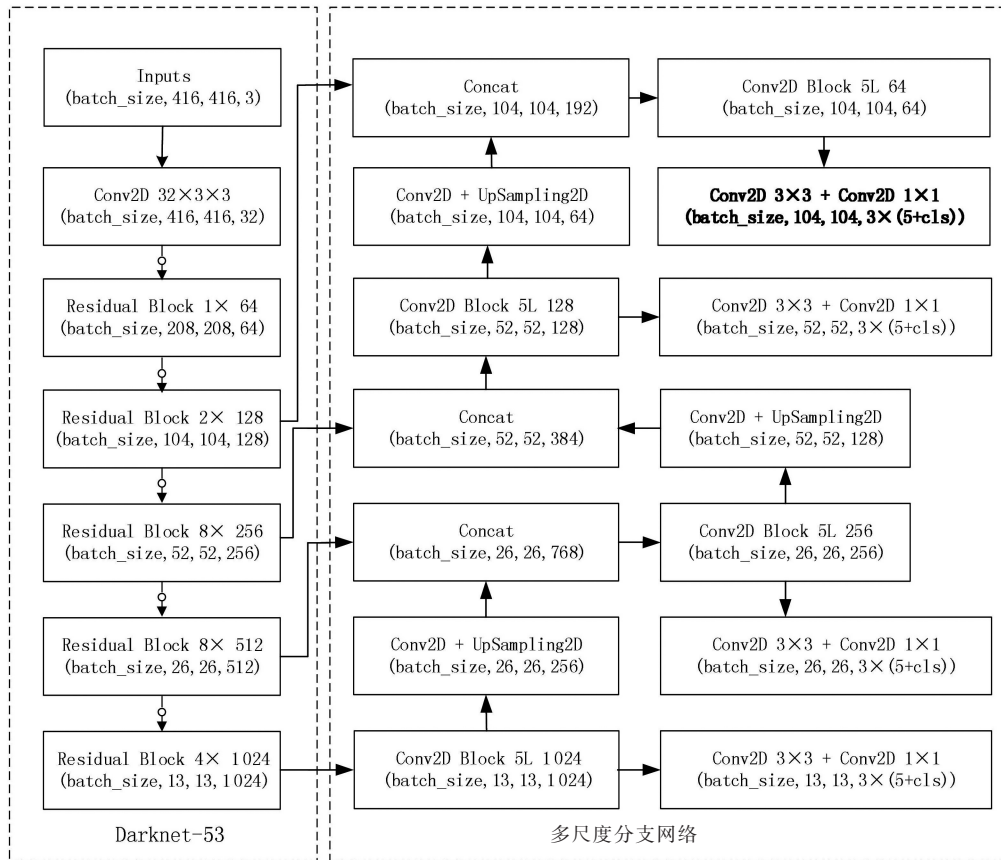 Inputs
(batch_size, 416, 416, 3)
Conv2D 32×3×3
(batch_size, 416, 416, 32)
Residual Block 1× 64
(batch_size, 208, 208, 64)
Residual Block 2× 128
(batch_size, 104, 104, 128)
Residual Block 8× 256
(batch_size, 52, 52, 256)
Residual Block 8× 512
(batch_size, 26, 26, 512)
Residual Block 4× 1024
(batch_size, 13, 13, 1024)
Darknet-53
Concat
(batch_size, 104, 104, 192)
Conv2D Block 5L 64
(batch_size, 104, 104, 64)
Conv2D + UpSampling2D
(batch_size, 104, 104, 64)
Conv2D 3×3 + Conv2D 1×1
(batch_size, 104, 104, 3×(5+cls))
Conv2D Block 5L 128
(batch_size, 52, 52, 128)
Conv2D 3×3 + Conv2D 1×1
(batch_size, 52, 52, 3×(5+cls))
Concat
(batch_size, 52, 52, 384)
Conv2D + UpSampling2D
(batch_size, 52, 52, 128)
Concat
(batch_size, 26, 26, 768)
Conv2D Block 5L 256
(batch_size, 26, 26, 256)
Conv2D + UpSampling2D
(batch_size, 26, 26, 256)
Conv2D 3×3 + Conv2D 1×1
(batch_size, 26, 26, 3×(5+cls))
Conv2D Block 5L 1024
(batch_size, 13, 13, 1024)
Conv2D 3×3 + Conv2D 1×1
(batch_size, 13, 13, 3×(5+cls))
多尺度分支网络